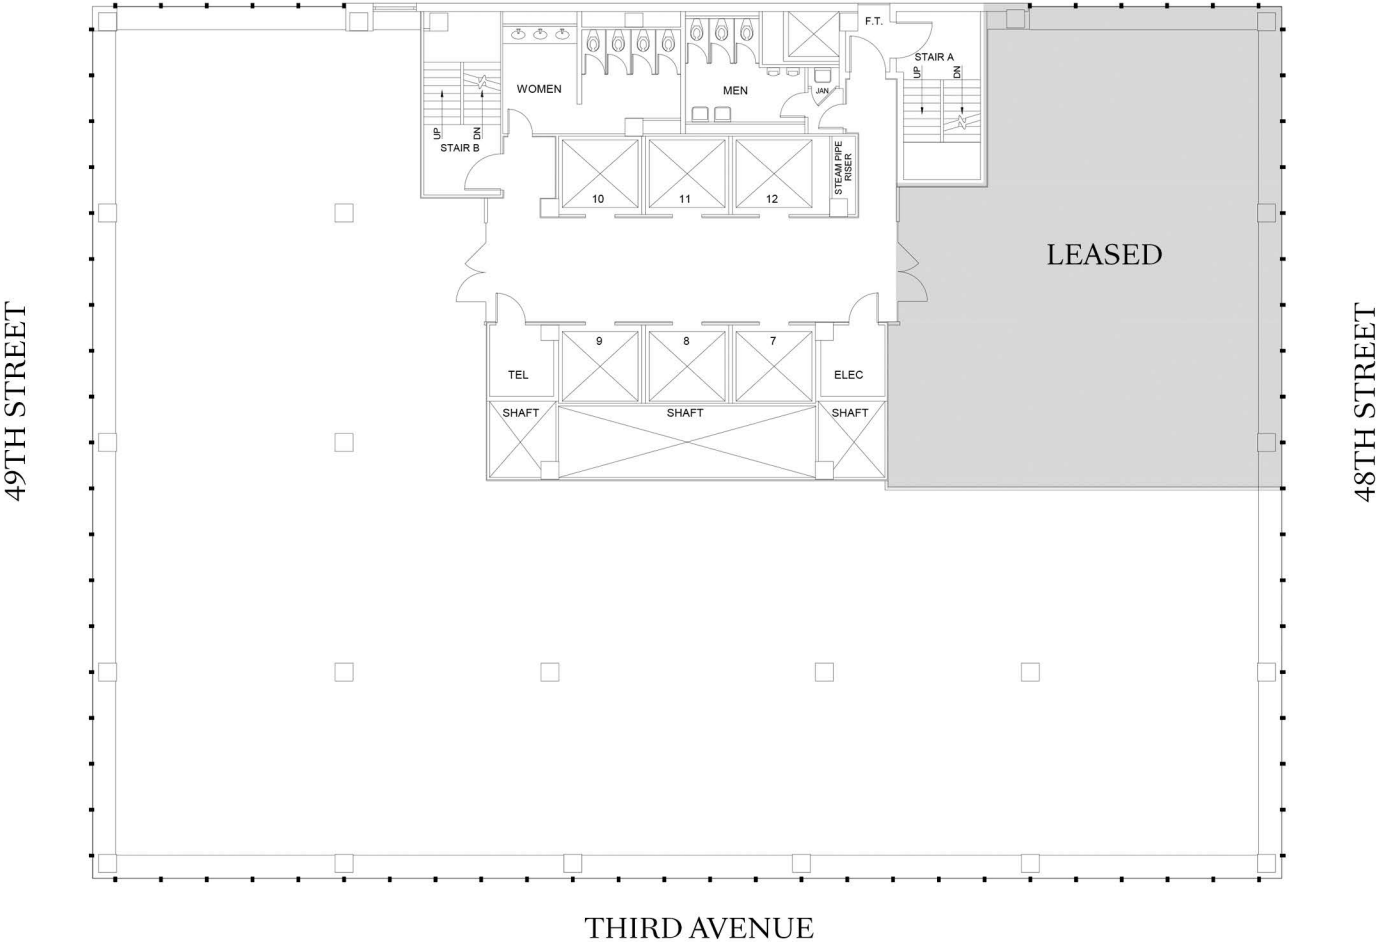 F.T.
STAIR A
UP
DN
WOMEN
MEN
JAN.
UP
DN
STAIR B
STEAM PIPE
RISER
10
11
12
LEASED
49TH STREET
48TH STREET
9
8
7
TEL
ELEC
SHAFT
SHAFT
SHAFT
THIRD AVENUE